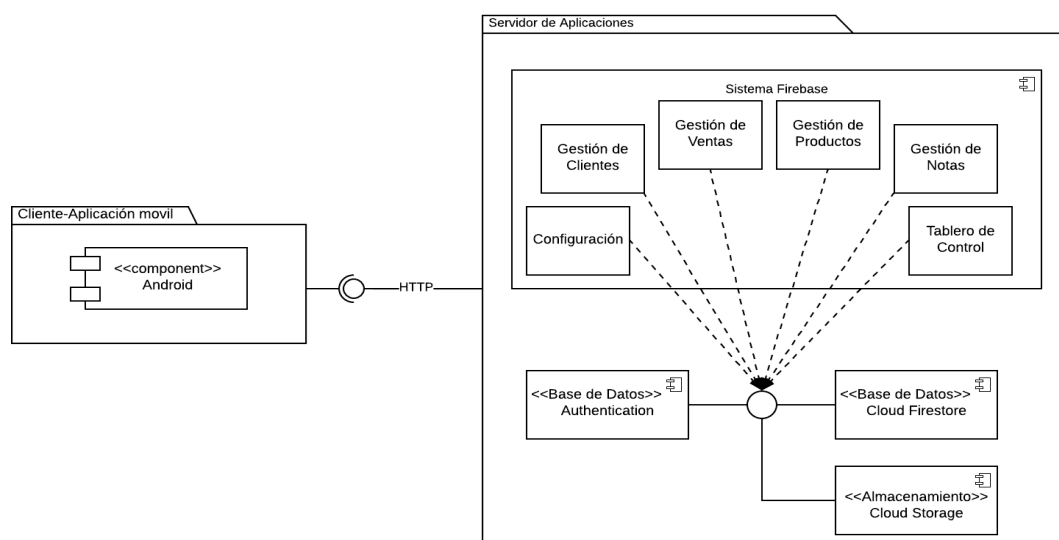 Servidor de Aplicaciones
Sistema Firebase
Gestión de
Ventas
Gestión de
Productos
Gestión de
Clientes
Gestión de
Notas
Cliente-Aplicación movil
Configuración
Tablero de
Control
<<component>>
Android
HTTP
<<Base de Datos>>
Authentication
<<Base de Datos>>
Cloud Firestore
<<Almacenamiento>>
Cloud Storage